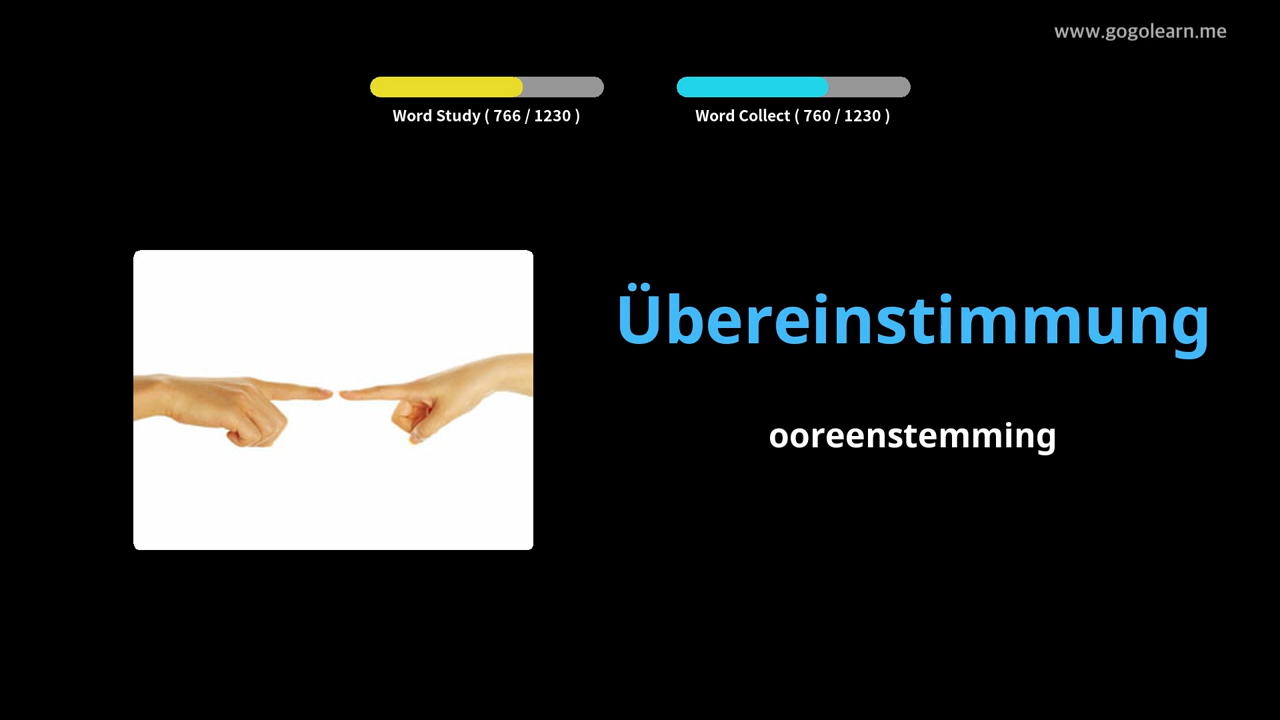 www.gogolearn.me
Word Study ( 766 / 1230 )
Word Collect ( 760 / 1230 )
Übereinstimmung
ooreenstemming